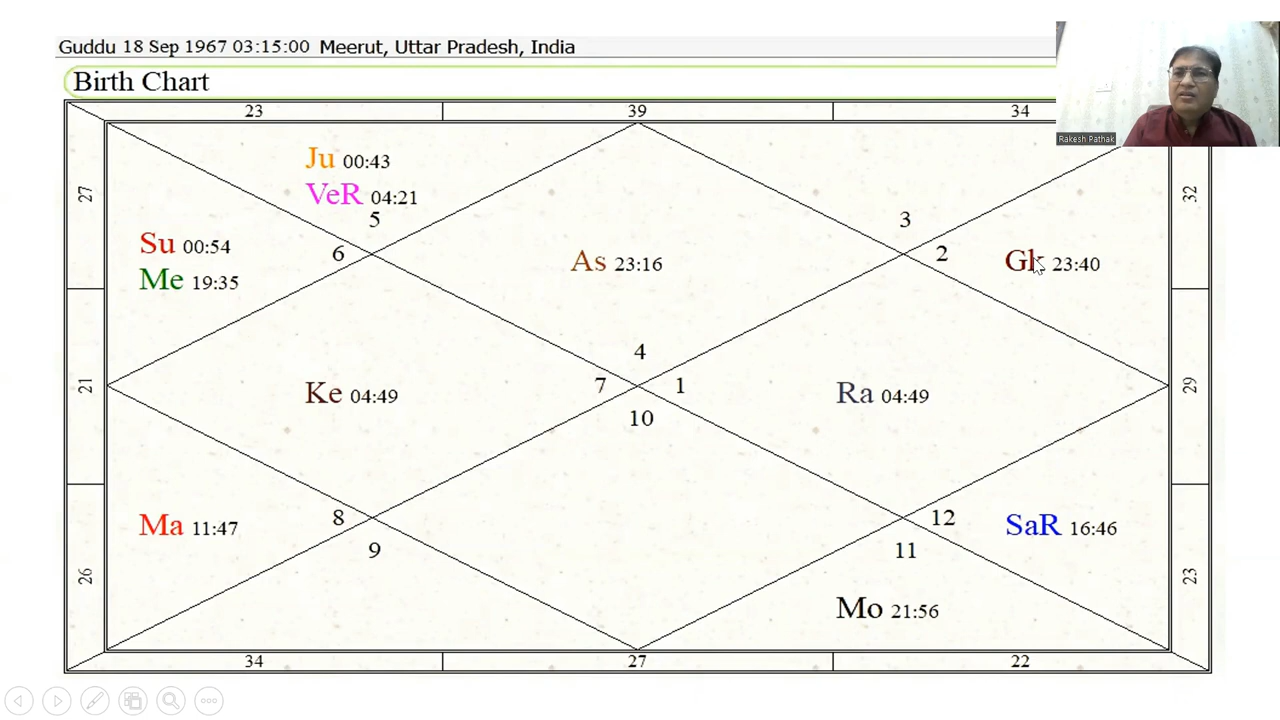 Guddu 18 Sep 1967 03:15:00 Meerut, Uttar Pradesh, India
Birth Chart
23 39 34
Ju 00:43
VeR 04:21
27 32
5 3
Su 00:54
6 2
As 23:16 Gk 23:40
Me 19:35
4
21 7 1 29
Ke 04:49 Ra 04:49
10
Ma 11:47 8 12 SaR 16:46
9 11
26 23
Mo 21:56
34 27 22
Rakesh Pathak